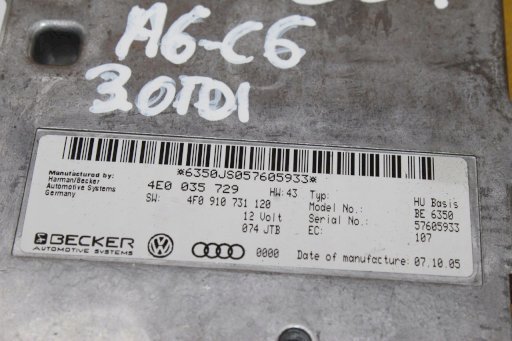 A6-C6
3.0TDI
*6350JS057605933*
Manufactured by:
Harman/Becker
Automotive Systems
Germany
4E0 035 729 HW: 43
SW: 4F0 910 731 120
12 Volt
074 JTB
Typ: HU Basis
Model No.: BE 6350
Serial No.: 57605933
EC: 107
BECKER
AUTOMOTIVE SYSTEMS
0000 Date of manufacture: 07.10.05